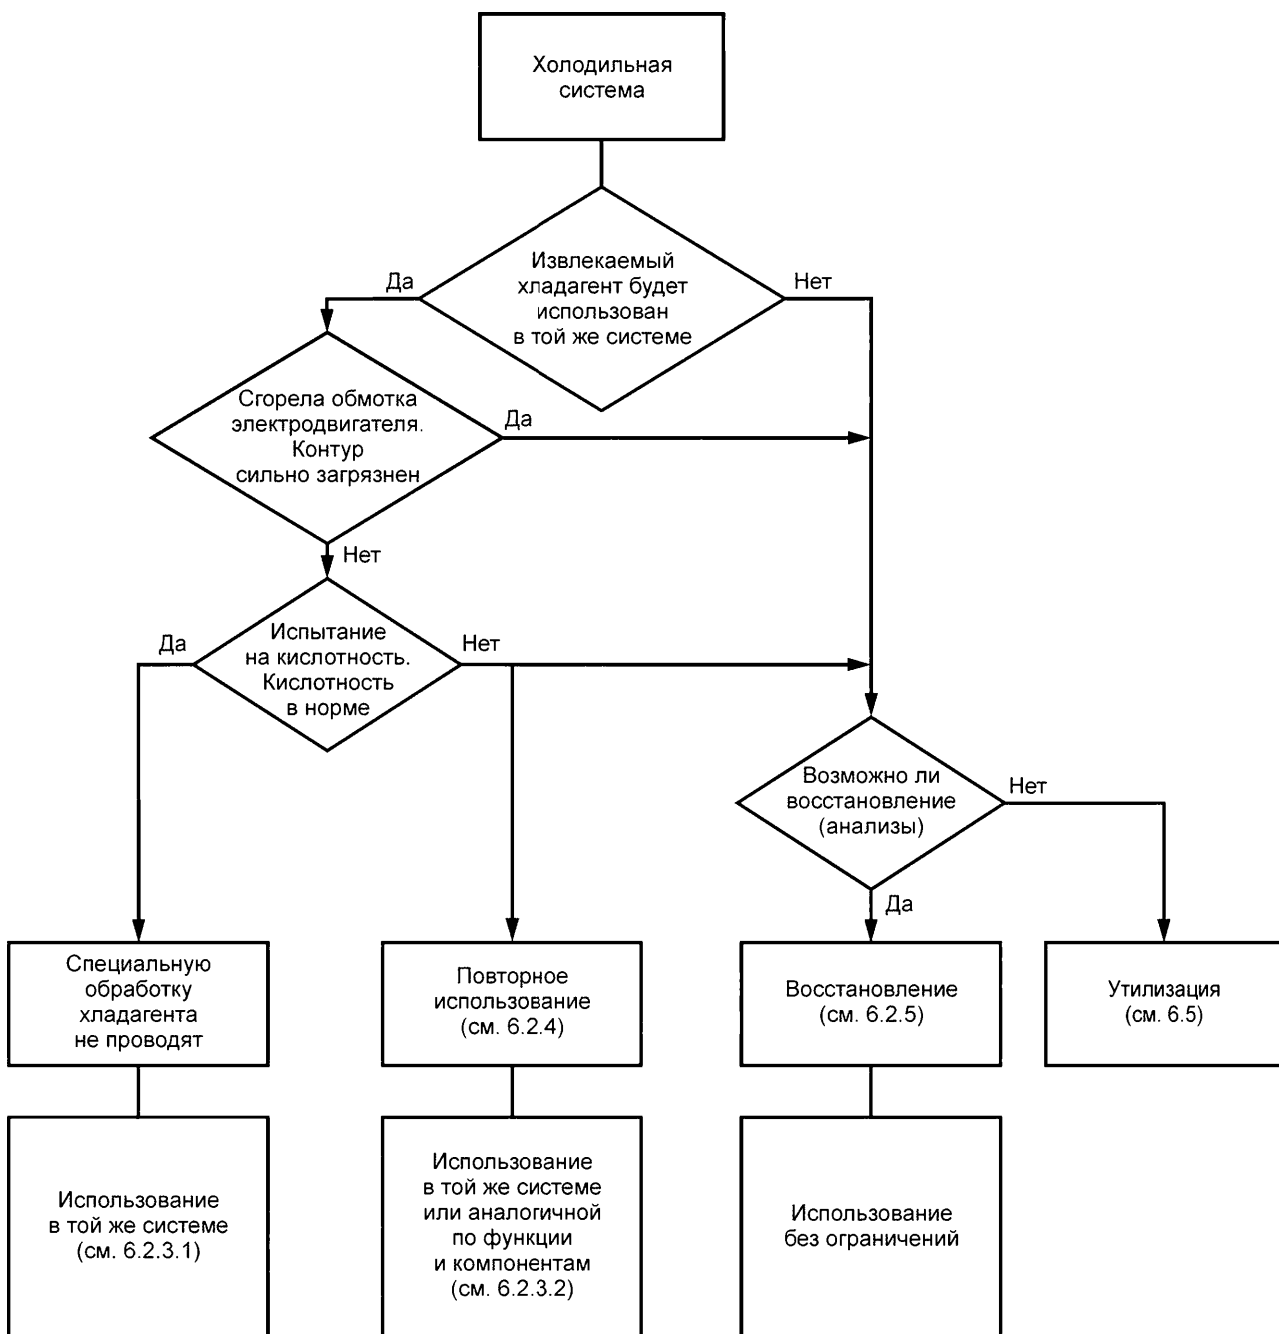 Холодильная
система
Извлекаемый
хладагент будет
использован
в той же системе
Да
Нет
Сгорела обмотка
электродвигателя.
Контур
сильно загрязнен
Да
Нет
Испытание
на кислотность.
Кислотность
в норме
Да
Нет
Возможно ли
восстановление
(анализы)
Нет
Да
Специальную
обработку
хладагента
не проводят
Повторное
использование
(см. 6.2.4)
Восстановление
(см. 6.2.5)
Утилизация
(см. 6.5)
Использование
в той же системе
(см. 6.2.3.1)
Использование
в той же системе
или аналогичной
по функции
и компонентам
(см. 6.2.3.2)
Использование
без ограничений